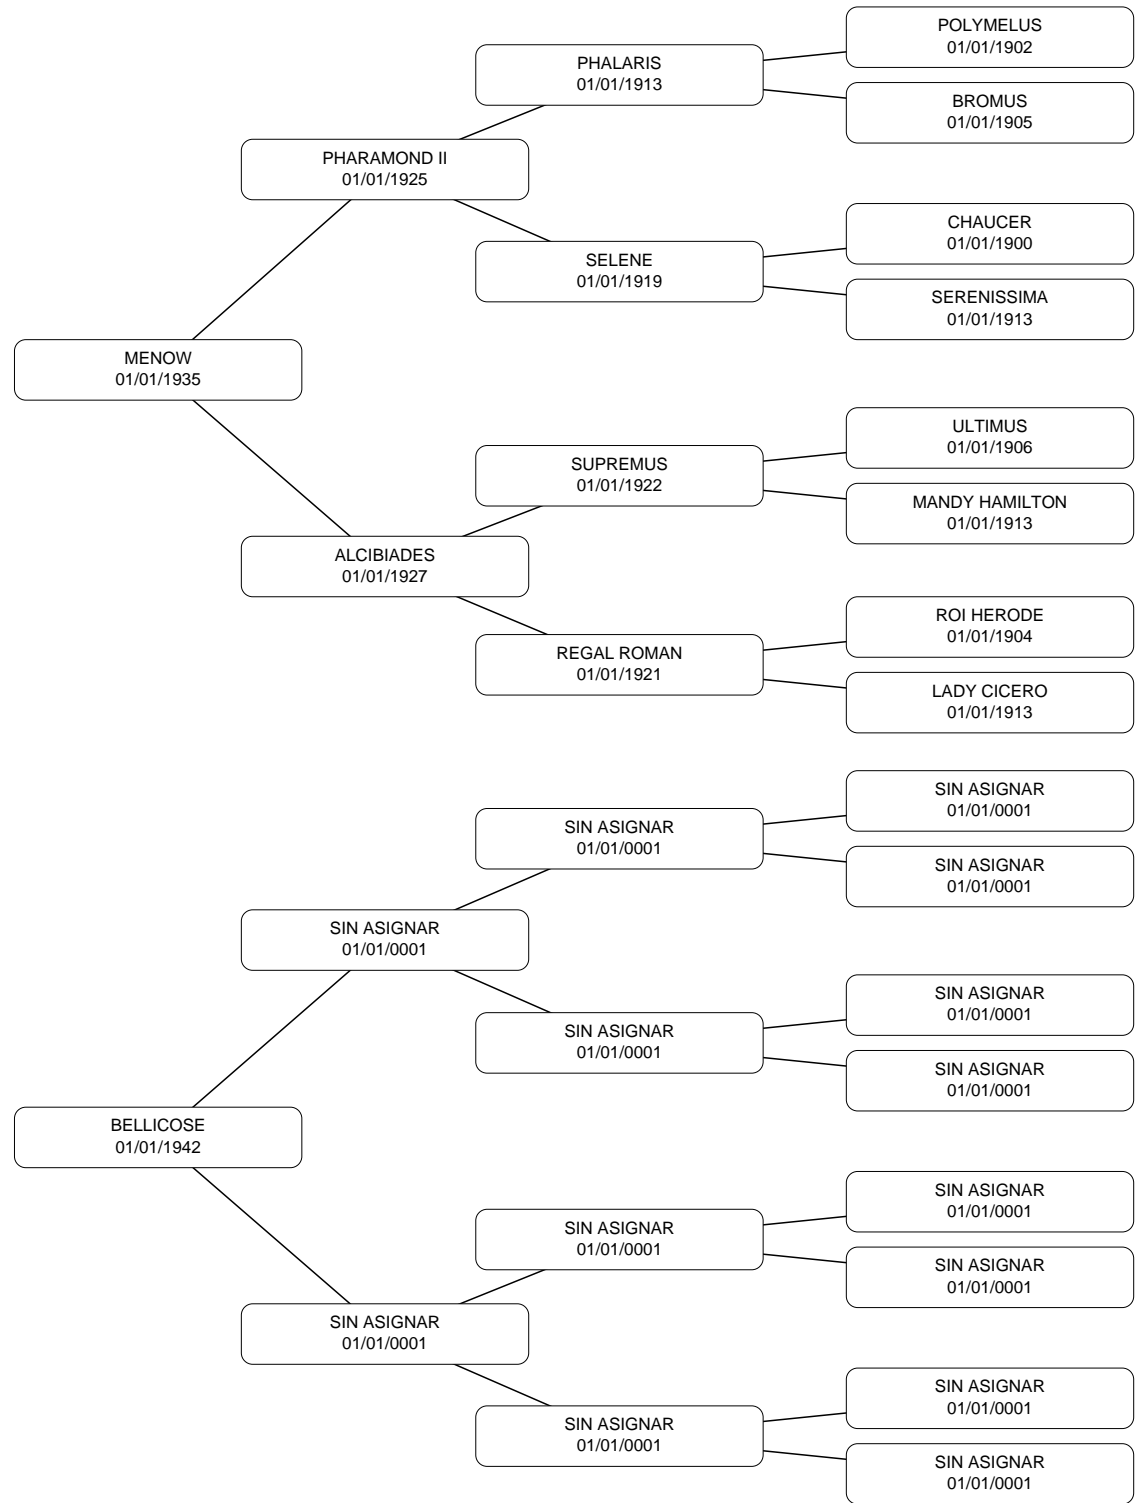 POLYMELUS
01/01/1902
PHALARIS
01/01/1913
BROMUS
01/01/1905
PHARAMOND II
01/01/1925
CHAUCER
01/01/1900
SELENE
01/01/1919
SERENISSIMA
01/01/1913
MENOW
01/01/1935
ULTIMUS
01/01/1906
SUPREMUS
01/01/1922
MANDY HAMILTON
01/01/1913
ALCIBIADES
01/01/1927
ROI HERODE
01/01/1904
REGAL ROMAN
01/01/1921
LADY CICERO
01/01/1913
SIN ASIGNAR
01/01/0001
SIN ASIGNAR
01/01/0001
SIN ASIGNAR
01/01/0001
SIN ASIGNAR
01/01/0001
SIN ASIGNAR
01/01/0001
SIN ASIGNAR
01/01/0001
SIN ASIGNAR
01/01/0001
BELLICOSE
01/01/1942
SIN ASIGNAR
01/01/0001
SIN ASIGNAR
01/01/0001
SIN ASIGNAR
01/01/0001
SIN ASIGNAR
01/01/0001
SIN ASIGNAR
01/01/0001
SIN ASIGNAR
01/01/0001
SIN ASIGNAR
01/01/0001